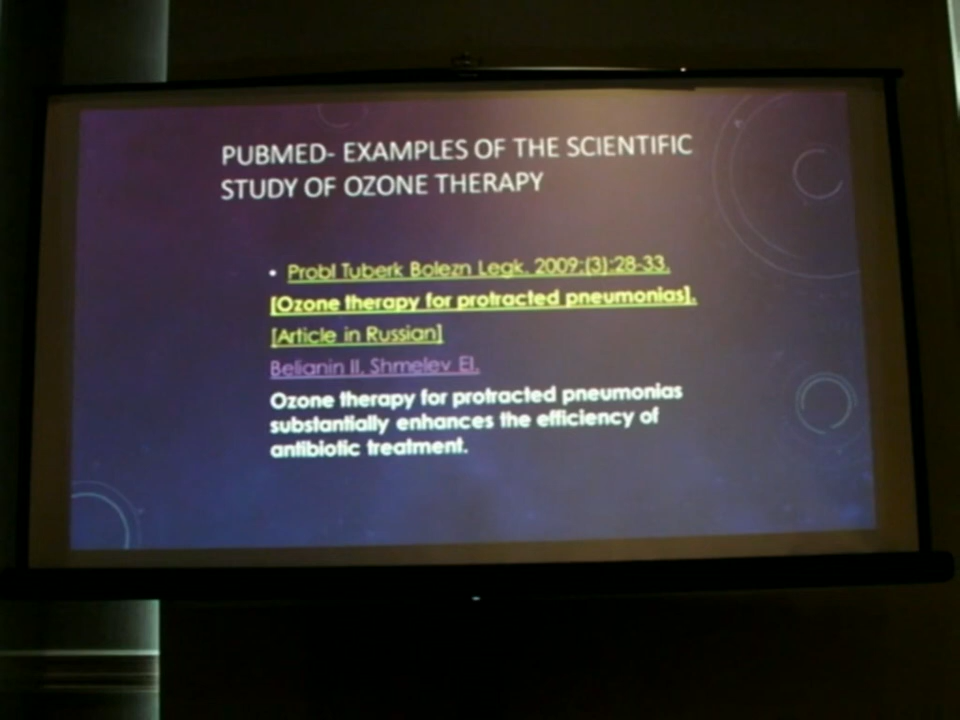 PUBMED- EXAMPLES OF THE SCIENTIFIC
STUDY OF OZONE THERAPY
• Probl Tuberk Bolezn Legk. 2009;(3):28-33.
[Ozone therapy for protracted pneumonias].
[Article in Russian]
Belianin II, Shmelev EI.
Ozone therapy for protracted pneumonias
substantially enhances the efficiency of
antibiotic treatment.